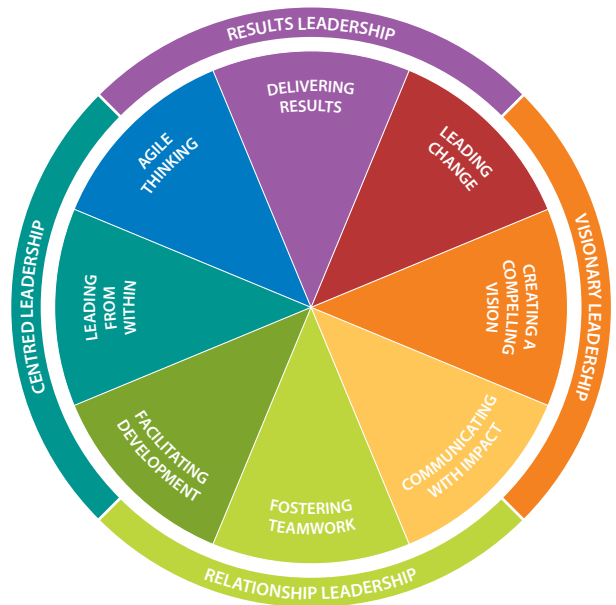 RESULTS LEADERSHIP
DELIVERING
RESULTS
LEADING
CHANGE
VISIONARY LEADERSHIP
CREATING A
COMPELLING
VISION
COMMUNICATING
WITH IMPACT
RELATIONSHIP LEADERSHIP
FOSTERING
TEAMWORK
FACILITATING
DEVELOPMENT
CENTRED LEADERSHIP
LEADING
FROM
WITHIN
AGILE
THINKING